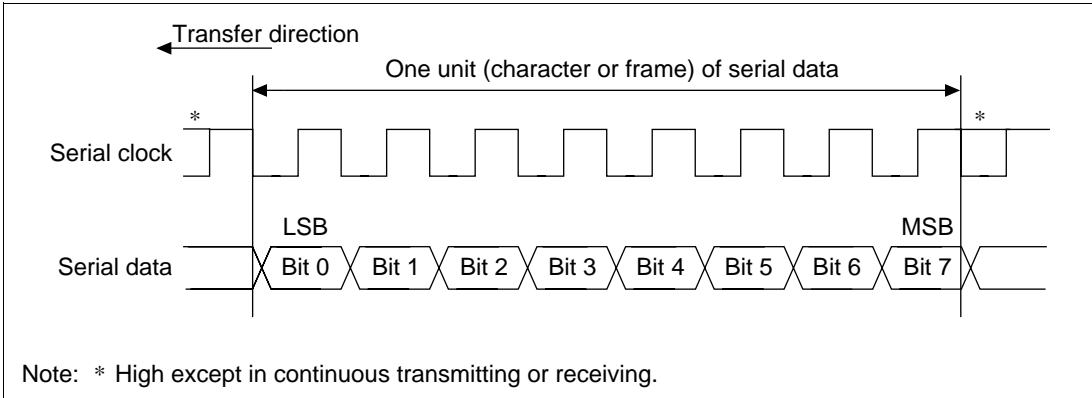 Transfer direction
One unit (character or frame) of serial data
* *
Serial clock
LSB MSB
Serial data Bit 0 Bit 1 Bit 2 Bit 3 Bit 4 Bit 5 Bit 6 Bit 7
Note: * High except in continuous transmitting or receiving.